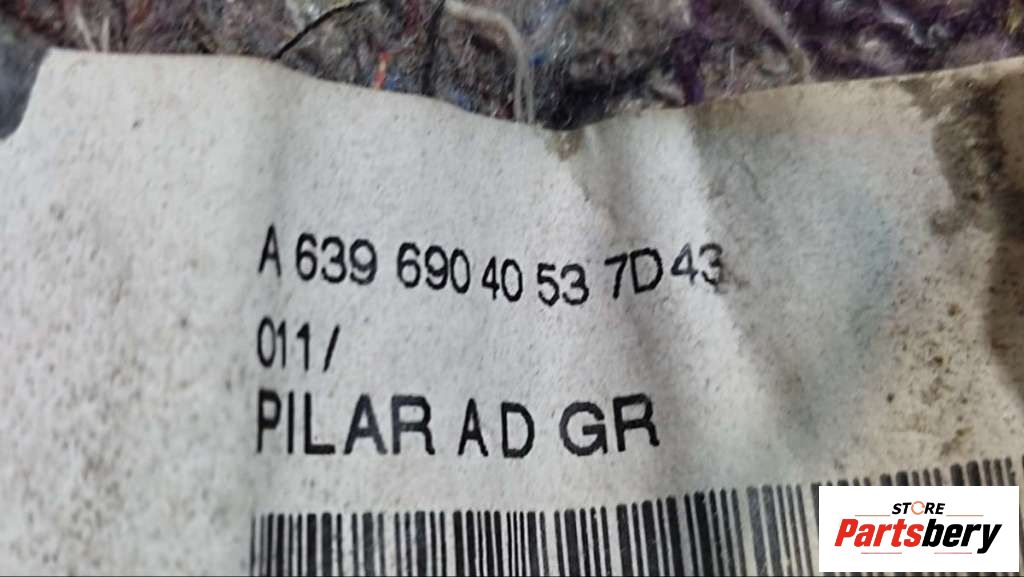 A 639 690 40 53 7D43
011/
PILAR A D GR
STORE
Partsbery